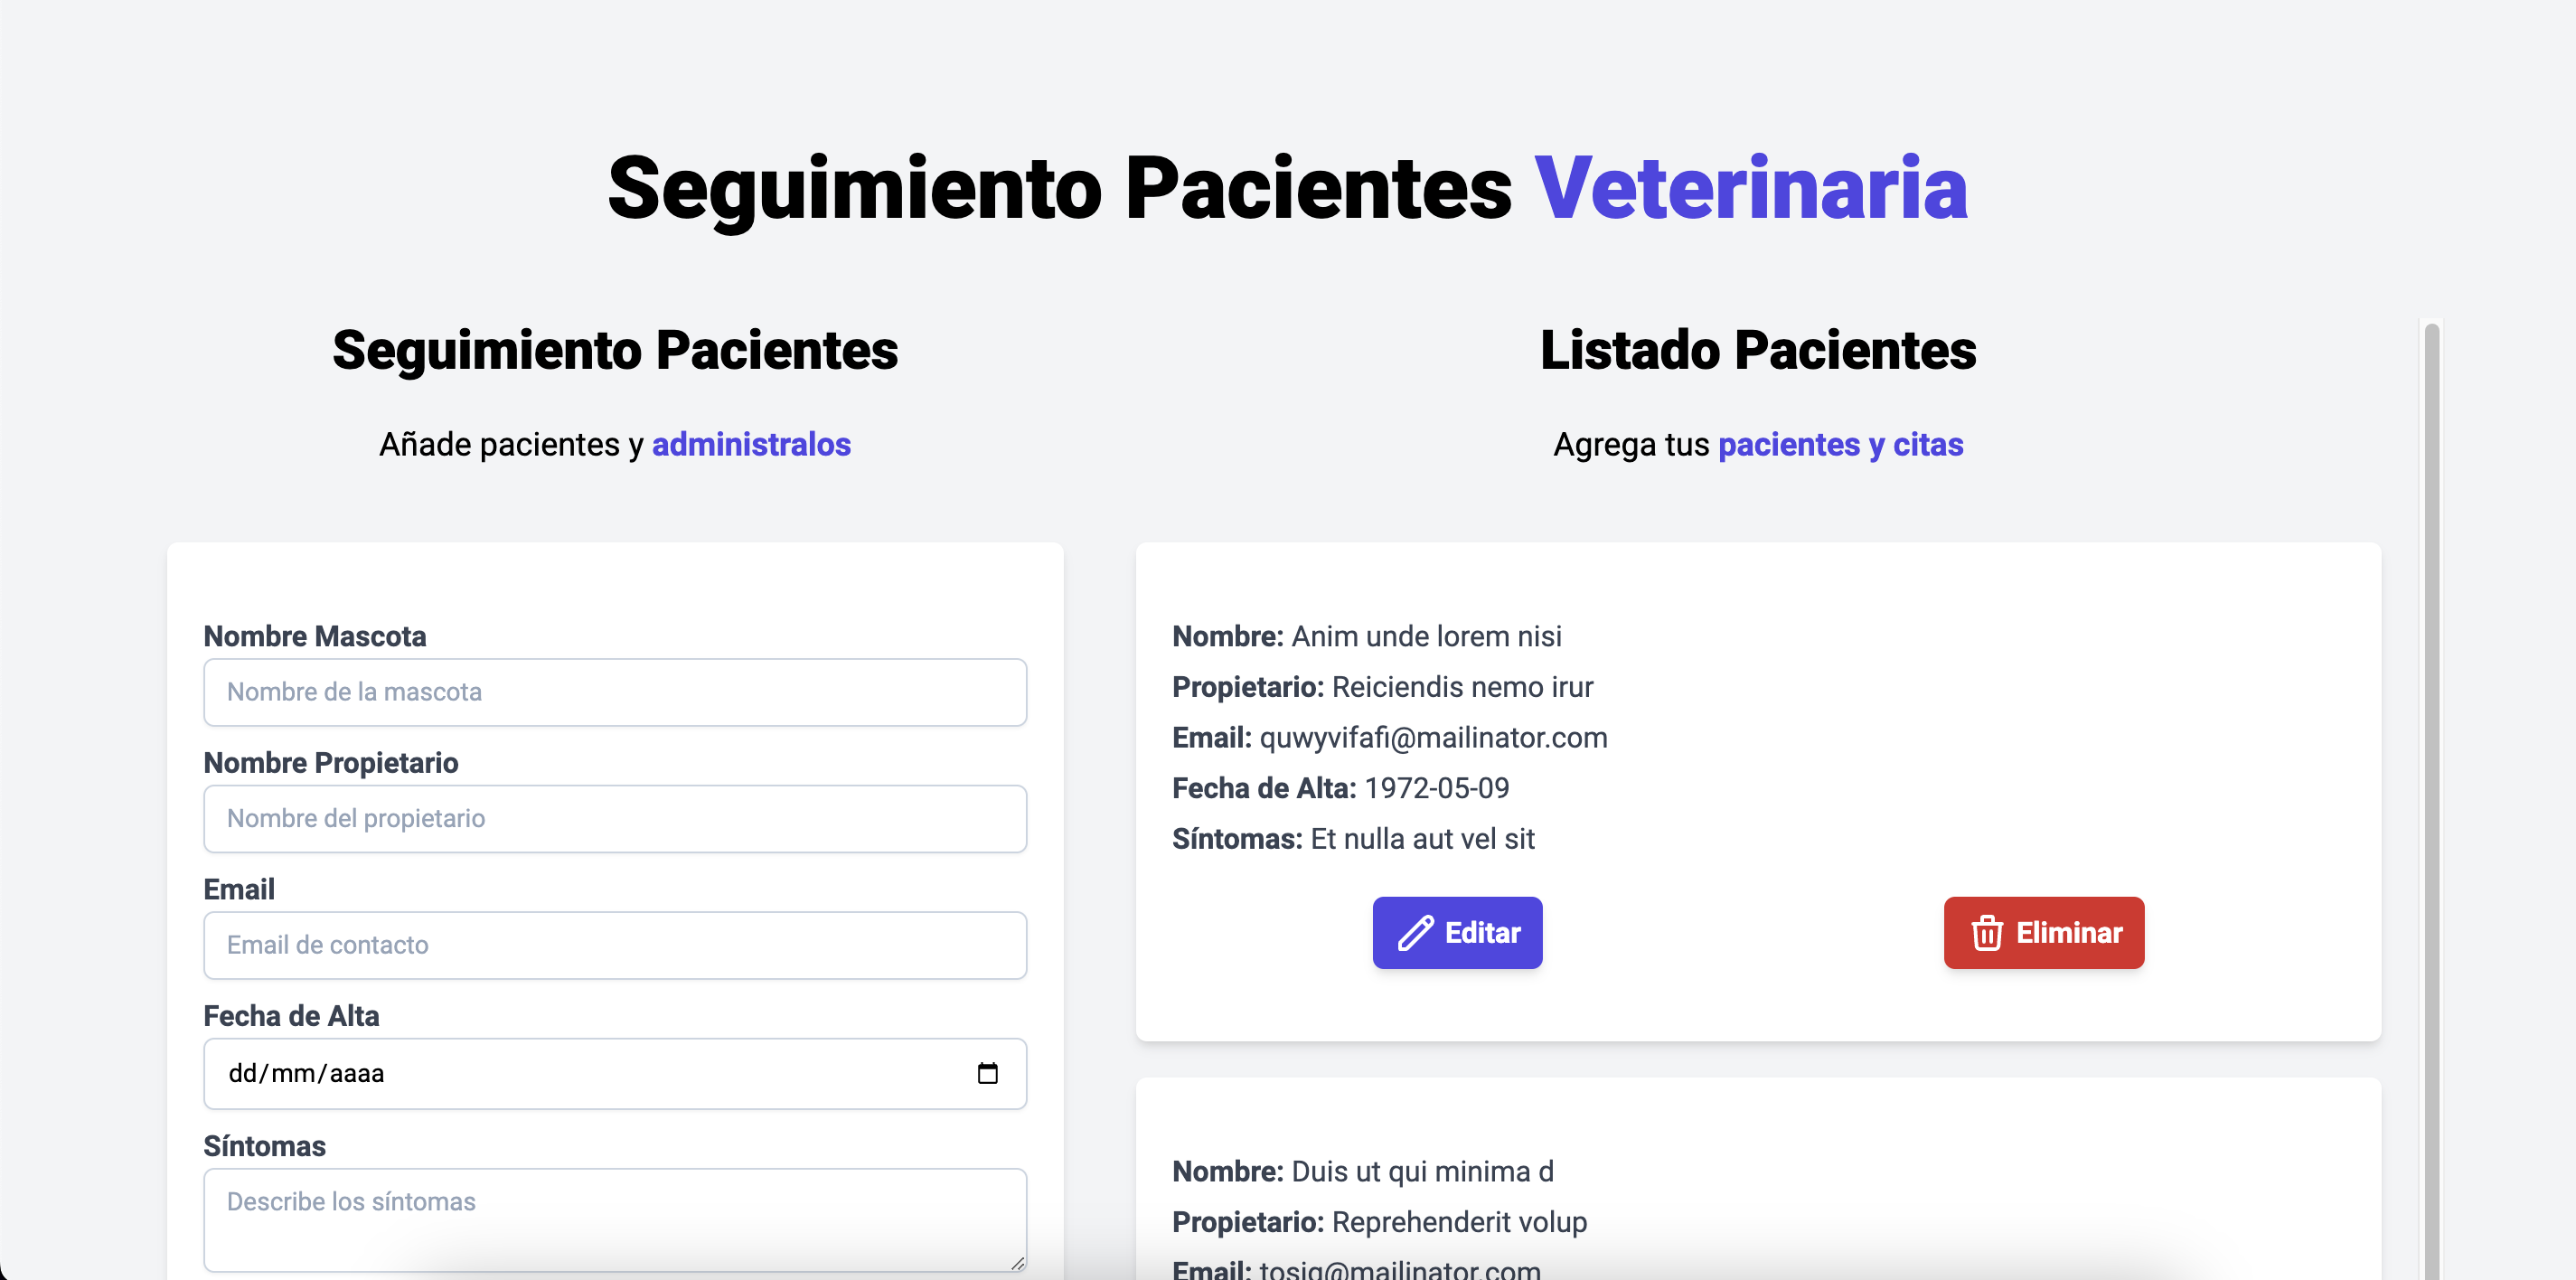 Seguimiento Pacientes Veterinaria
Seguimiento Pacientes
Añade pacientes y administralos
Nombre Mascota
Nombre de la mascota
Nombre Propietario
Nombre del propietario
Email
Email de contacto
Fecha de Alta
dd/mm/aaaa
Síntomas
Describe los síntomas
Listado Pacientes
Agrega tus pacientes y citas
Nombre: Anim unde lorem nisi
Propietario: Reiciendis nemo irur
Email: quwyvifafi@mailinator.com
Fecha de Alta: 1972-05-09
Síntomas: Et nulla aut vel sit
Editar
Eliminar
Nombre: Duis ut qui minima d
Propietario: Reprehenderit volup
Email: tosig@mailinator.com